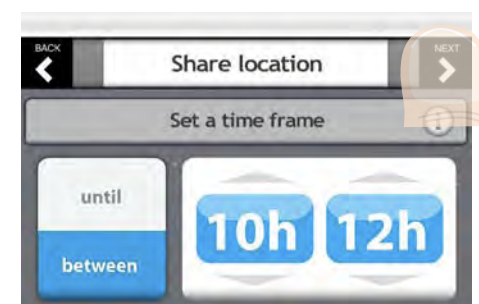 BACK
Share location
NEXT
Set a time frame
i
until
between
10h 12h